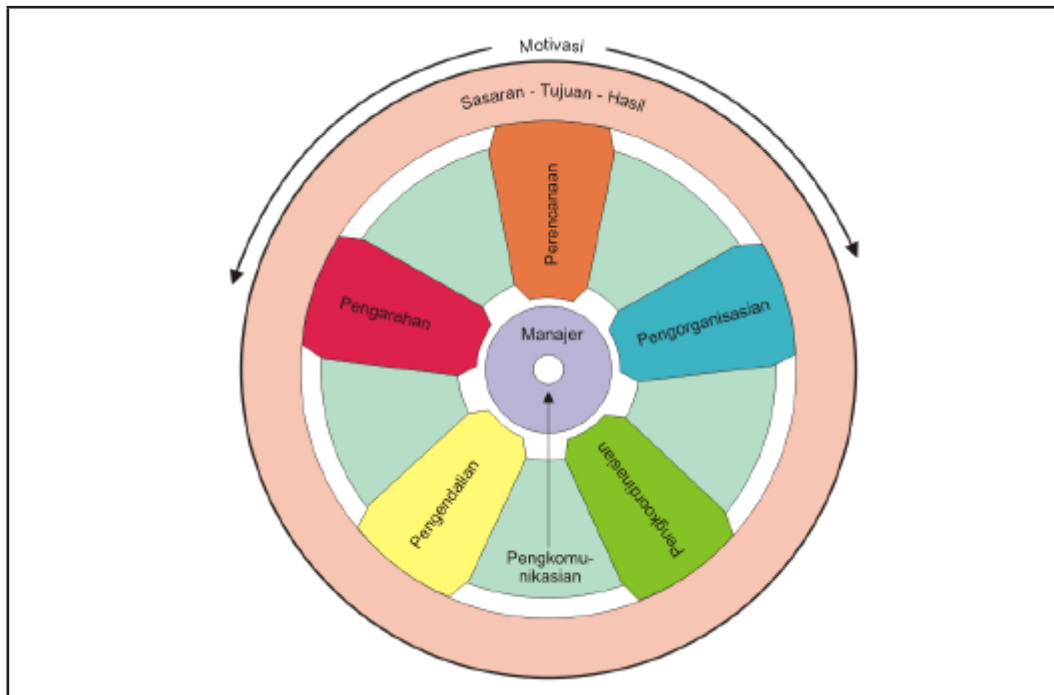 Motivasi
Sasaran - Tujuan - Hasil
Perencanaan
Pengarahan
Pengorganisasian
Manajer
Pengendalian
Pengkoordinasian
Pengkomu-
nikasian